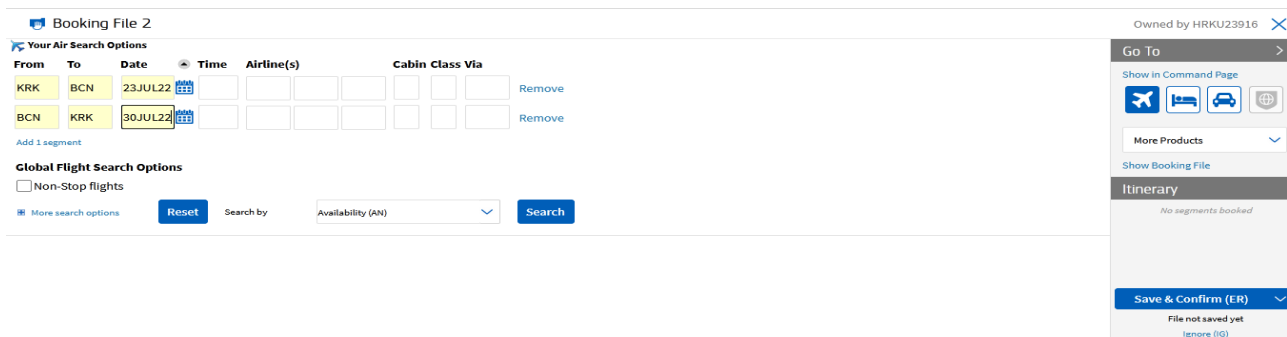 Booking File 2
Owned by HRKU23916
Your Air Search Options
From To Date Time Airline(s) Cabin Class Via
KRK BCN 23JUL22 Remove
BCN KRK 30JUL22 Remove
Add 1 segment
Global Flight Search Options
Non-Stop flights
More search options Reset Search by Availability (AN) Search
Go To
Show in Command Page
More Products
Show Booking File
Itinerary
No segments booked
Save & Confirm (ER)
File not saved yet
Ignore (IG)